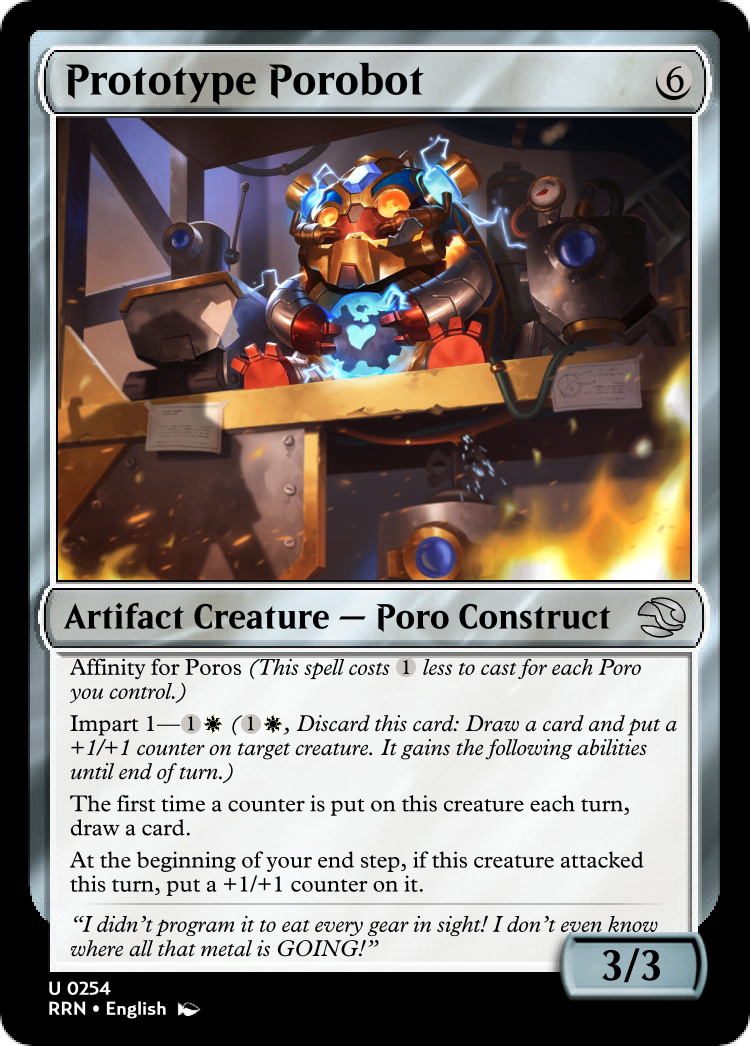 Prototype Porobot
6
Artifact Creature — Poro Construct
Affinity for Poros (This spell costs 1 less to cast for each Poro
you control.)
Impart 1—1 (1, Discard this card: Draw a card and put a
+1/+1 counter on target creature. It gains the following abilities
until end of turn.)
The first time a counter is put on this creature each turn,
draw a card.
At the beginning of your end step, if this creature attacked
this turn, put a +1/+1 counter on it.
“I didn’t program it to eat every gear in sight! I don’t even know
where all that metal is GOING!”
3/3
U 0254
RRN • English